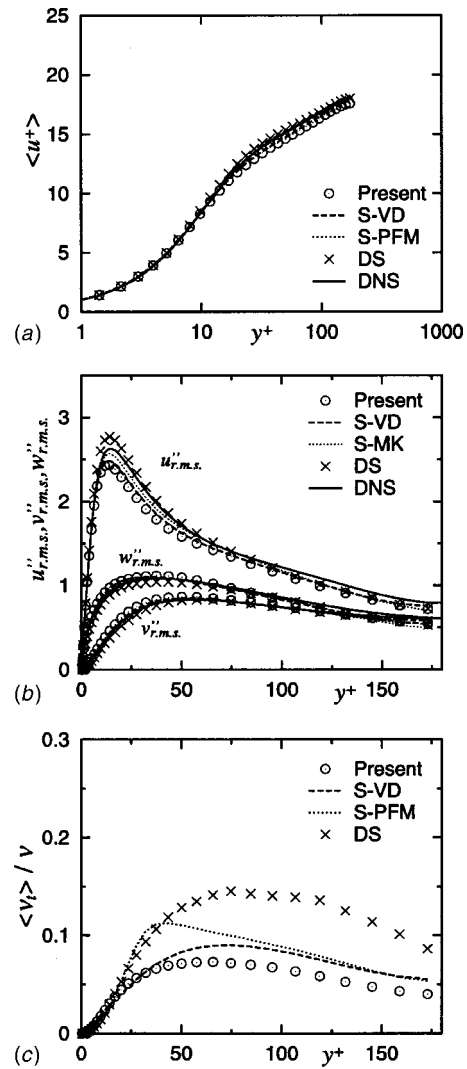 25
20
15
10
5
0
<u⁺>
Present
S-VD
S-PFM
DS
DNS
1 10 100 1000
y⁺
(a)
3
2
1
0
u''r.m.s., v''r.m.s., w''r.m.s.
Present
S-VD
S-MK
DS
DNS
u''r.m.s.
w''r.m.s.
v''r.m.s.
0 50 100 150
y⁺
(b)
0.3
0.2
0.1
0
<νt> / ν
Present
S-VD
S-PFM
DS
0 50 100 150
y⁺
(c)